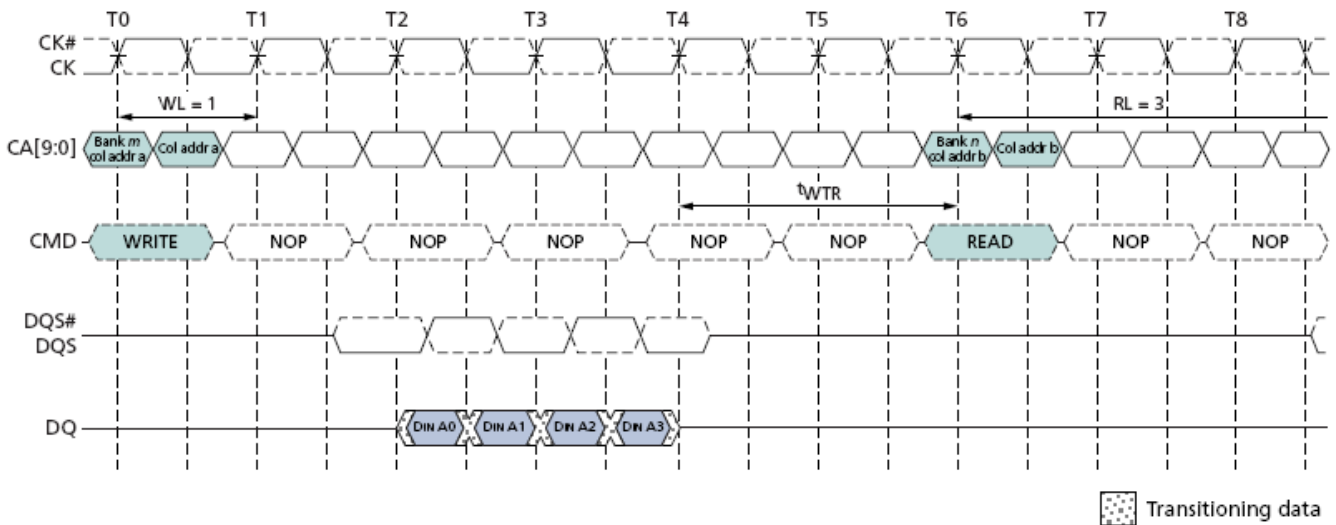 T0 T1 T2 T3 T4 T5 T6 T7 T8
CK#
CK
WL = 1 RL = 3
CA[9:0] Bank m col addr a Col addr a Bank n col addr b Col addr b
tWTR
CMD WRITE NOP NOP NOP NOP NOP READ NOP NOP
DQS#
DQS
DQ DIN A0 DIN A1 DIN A2 DIN A3
Transitioning data